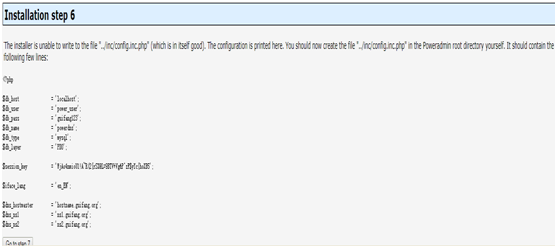 Installation step 6
The installer is unable to write to the file "../inc/config.inc.php" (which is in itself good). The configuration is printed here. You should now create the file "../inc/config.inc.php" in the Poweradmin root directory yourself. It should contain the
following few lines:
<?php
$db_host = 'localhost';
$db_user = 'power_user';
$db_pass = 'guifang123';
$db_name = 'powerdns';
$db_type = 'mysql';
$db_layer = 'PDO';
$session_key =
$iface_lang = 'en_EN';
$dns_hostmaster = 'hostname.guifang.org';
$dns_ns1 = 'ns1.guifang.org';
$dns_ns2 = 'ns2.guifang.org';
Go to step 7